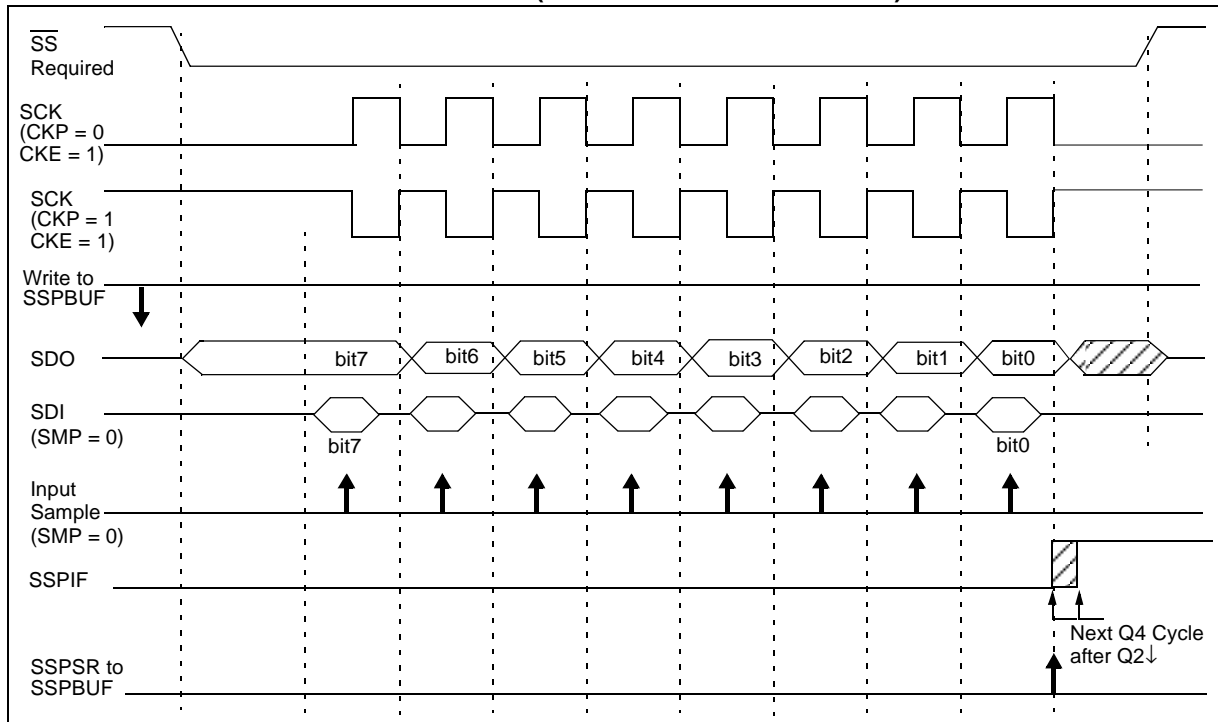 SS
Required
SCK
(CKP = 0
CKE = 1)
SCK
(CKP = 1
CKE = 1)
Write to
SSPBUF
SDO
bit7 bit6 bit5 bit4 bit3 bit2 bit1 bit0
SDI
(SMP = 0)
bit7 bit0
Input
Sample
(SMP = 0)
SSPIF
Next Q4 Cycle
after Q2↓
SSPSR to
SSPBUF